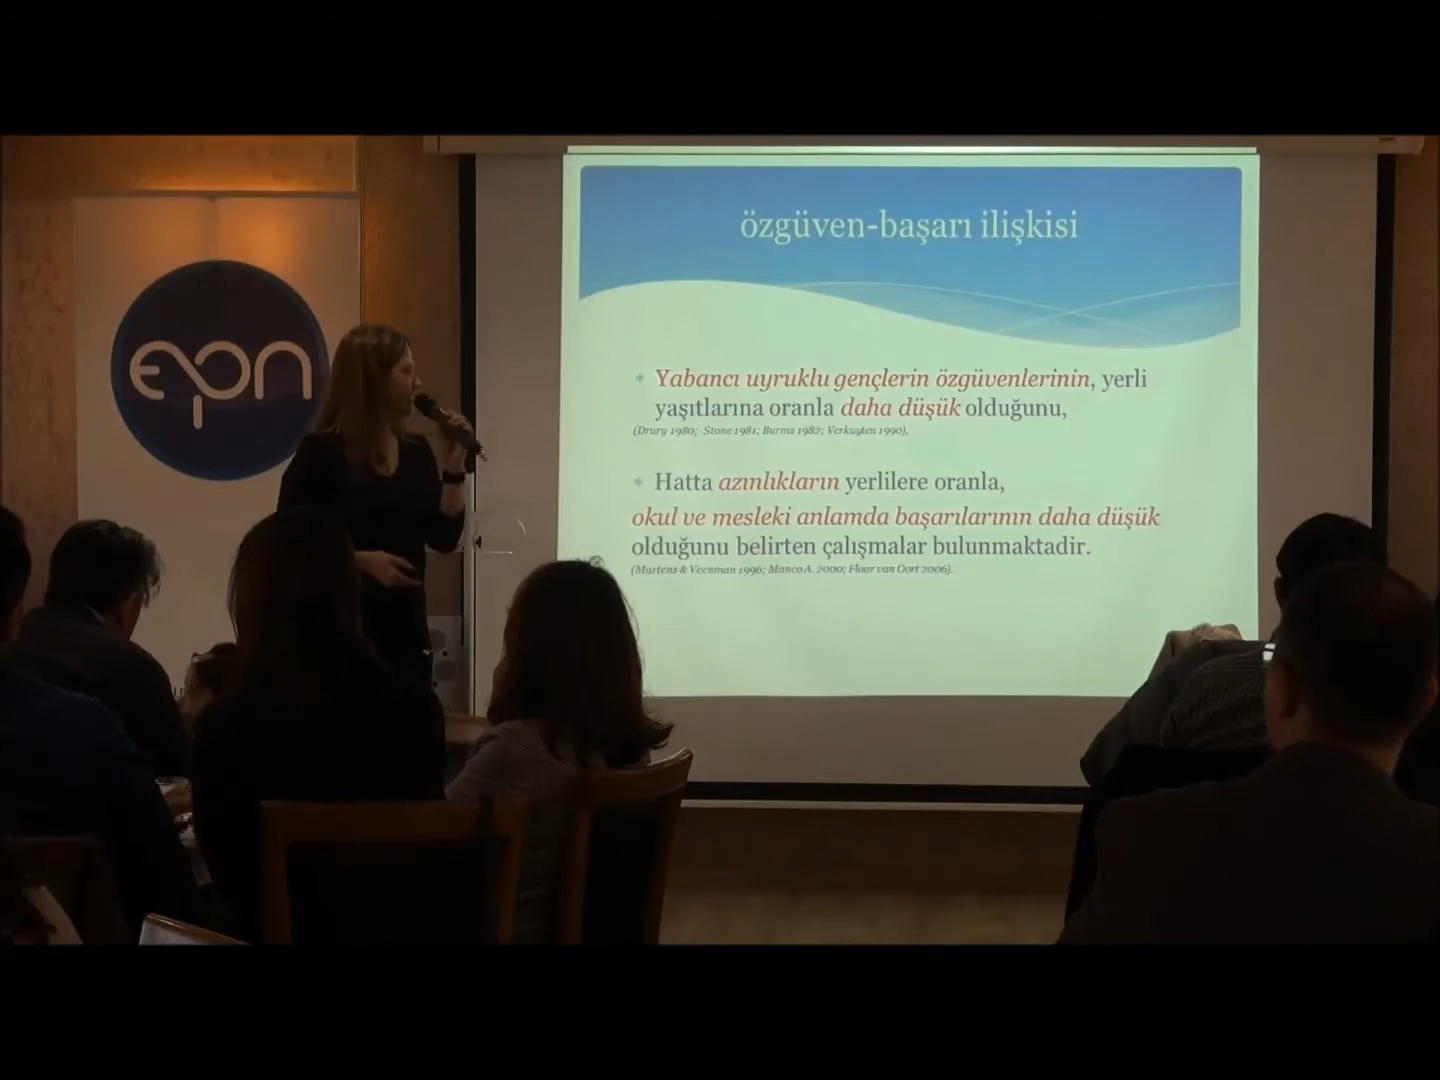 epn
özgüven-başarı ilişkisi
* Yabancı uyruklu gençlerin özgüvenlerinin, yerli
yaşıtlarına oranla daha düşük olduğunu,
(Drury 1980; Stone 1981; Burms 1982; Verkuyten 1990),
* Hatta azınlıkların yerlilere oranla,
okul ve mesleki anlamda başarılarının daha düşük
olduğunu belirten çalışmalar bulunmaktadir.
(Martens & Veenman 1996; Manco A. 2000; Floor van Oort 2006).